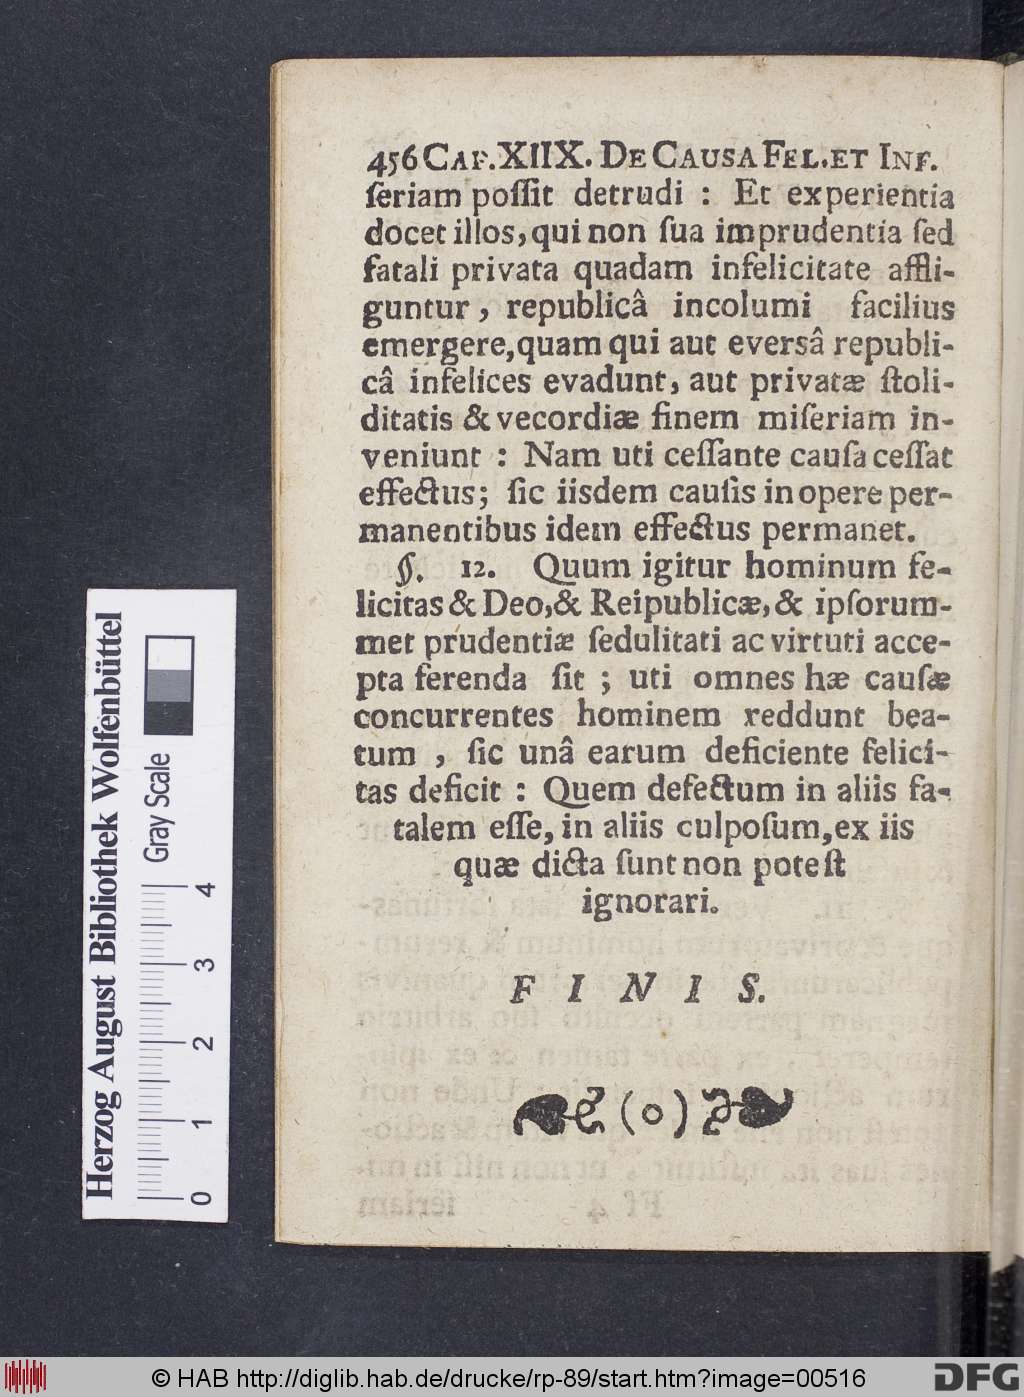 456 CAP.XIIX. DE CAUSA FEL.ET INF.
ſeriam poſſit detrudi : Et experientia
docet illos, qui non ſua imprudentia ſed
fatali privata quadam infelicitate affli-
guntur, republicâ incolumi facilius
emergere, quam qui aut eversâ republi-
câ infelices evadunt, aut privatæ ſtoli-
ditatis & vecordiæ finem miſeriam in-
veniunt : Nam uti ceſſante cauſa ceſſat
effectus; ſic iisdem cauſis in opere per-
manentibus idem effectus permanet.
§. 12. Quum igitur hominum fe-
licitas & Deo, & Reipublicæ, & ipſorum-
met prudentiæ ſedulitati ac virtuti acce-
pta ferenda ſit ; uti omnes hæ cauſæ
concurrentes hominem reddunt bea-
tum , ſic unâ earum deficiente felici-
tas deficit : Quem defectum in aliis fa-
talem eſſe, in aliis culpoſum, ex iis
quæ dicta ſunt non poteſt
ignorari.
F I N I S.
(o)
Herzog August Bibliothek Wolfenbüttel
Gray Scale
0 1 2 3 4
© HAB http://diglib.hab.de/drucke/rp-89/start.htm?image=00516
DFG